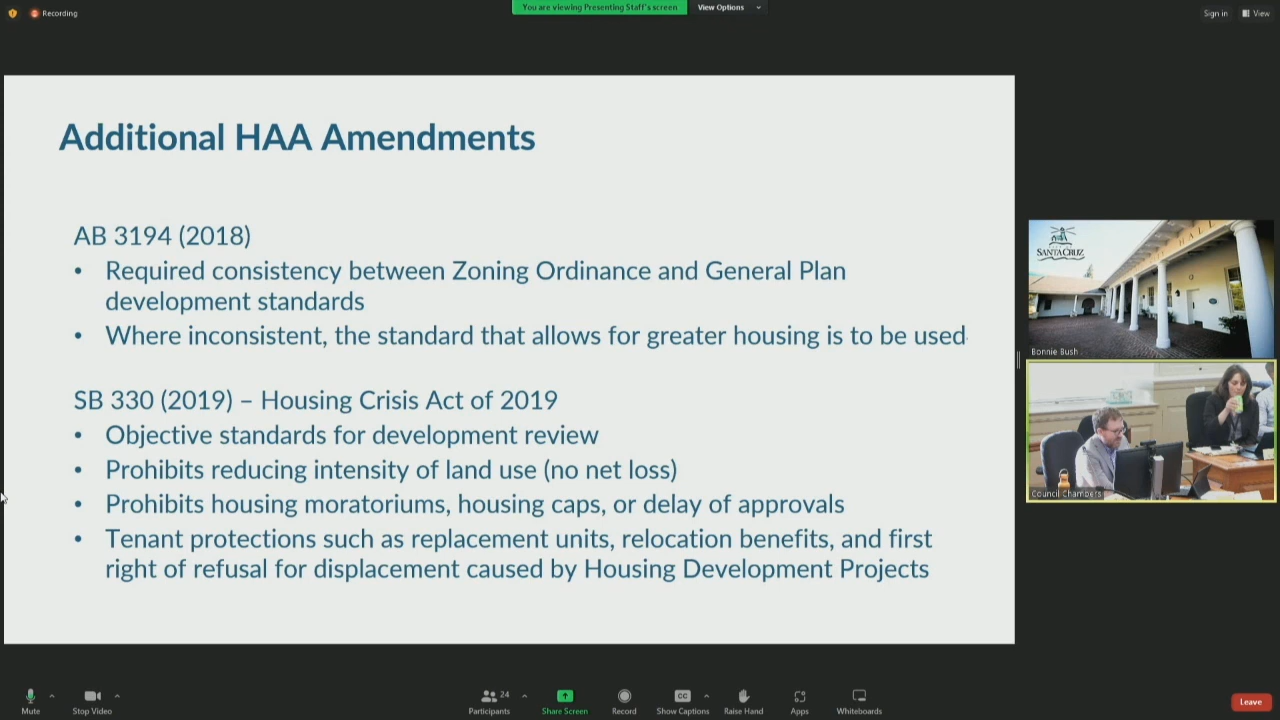 Recording
You are viewing Presenting Staff's screen
View Options
Sign in
View
Additional HAA Amendments
AB 3194 (2018)
• Required consistency between Zoning Ordinance and General Plan
development standards
• Where inconsistent, the standard that allows for greater housing is to be used
SB 330 (2019) – Housing Crisis Act of 2019
• Objective standards for development review
• Prohibits reducing intensity of land use (no net loss)
• Prohibits housing moratoriums, housing caps, or delay of approvals
• Tenant protections such as replacement units, relocation benefits, and first
right of refusal for displacement caused by Housing Development Projects
SANTA CRUZ
HALL
Bonnie Bush
Council Chambers
Mute
Stop Video
24
Participants
Share Screen
Record
CC
Show Captions
Raise Hand
Apps
Whiteboards
Leave